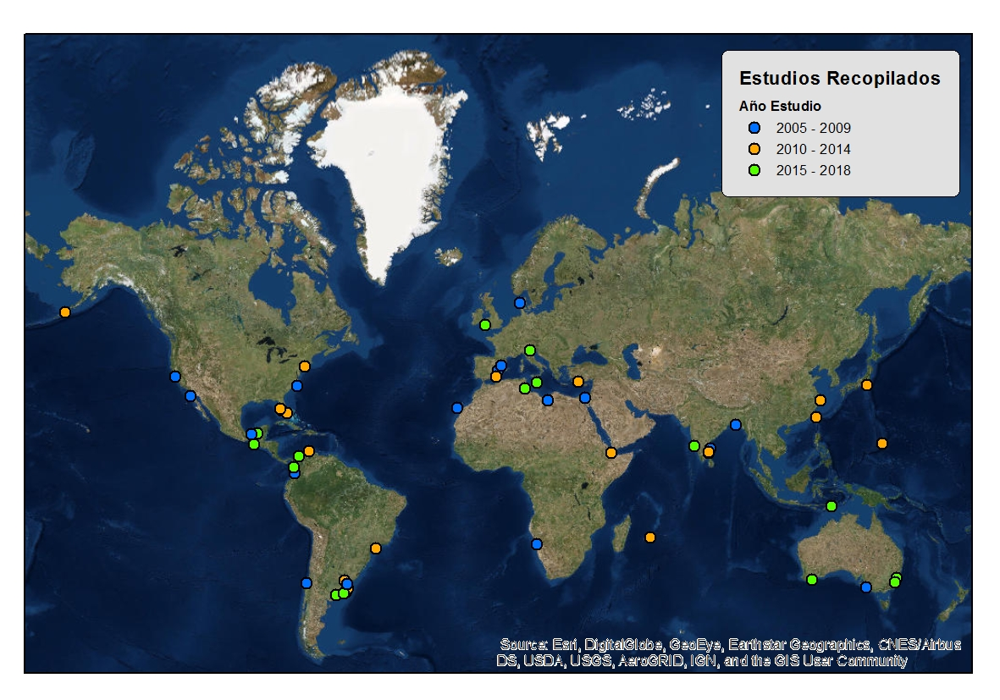 Estudios Recopilados
Año Estudio
2005 - 2009
2010 - 2014
2015 - 2018
Source: Esri, DigitalGlobe, GeoEye, Earthstar Geographics, CNES/Airbus
DS, USDA, USGS, AeroGRID, IGN, and the GIS User Community